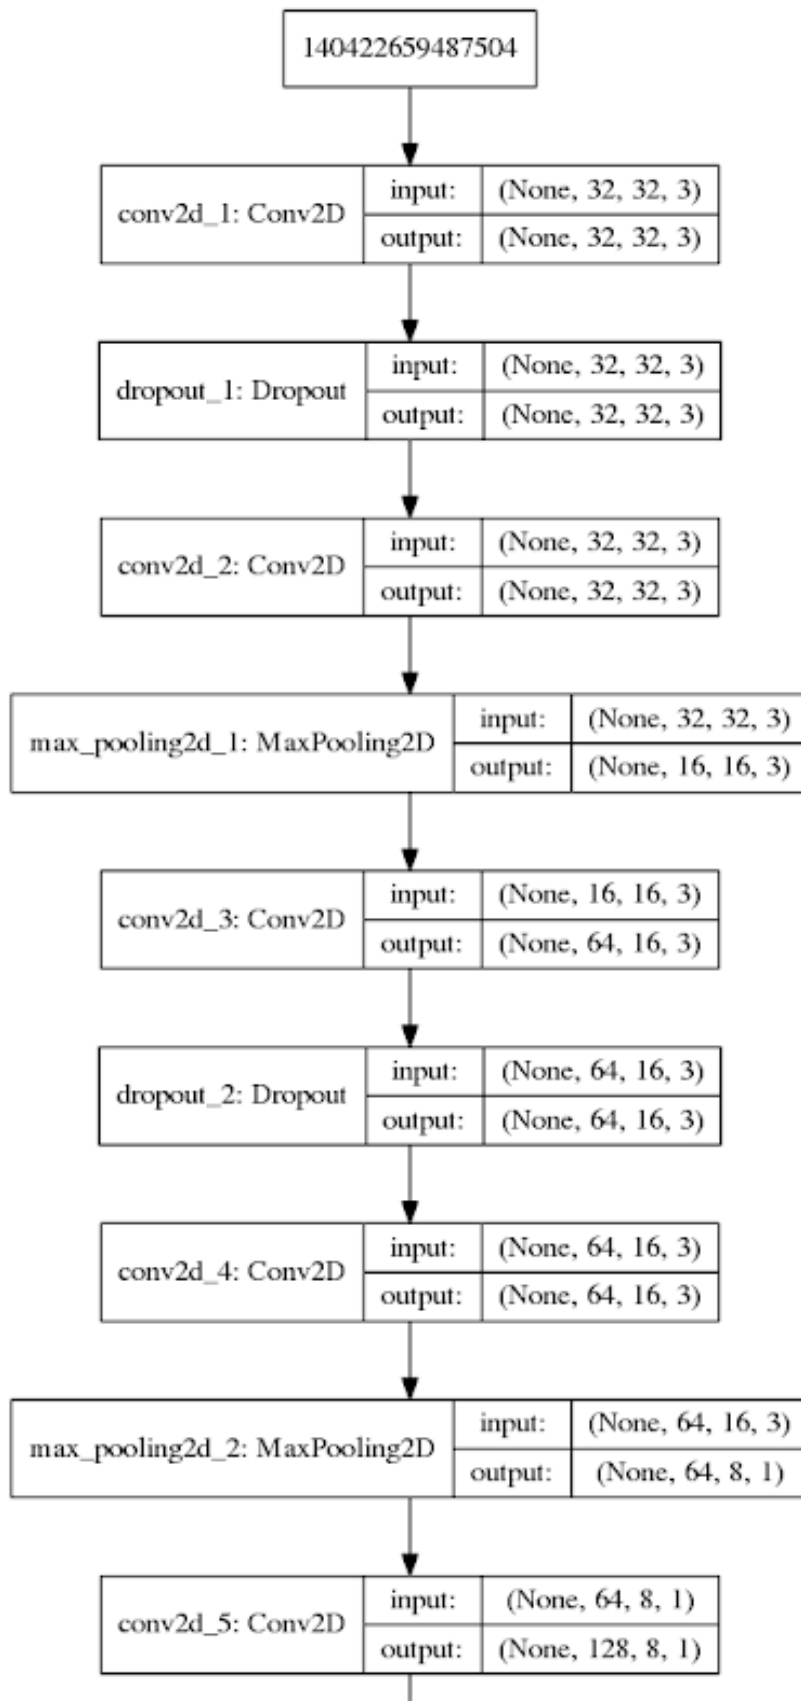 140422659487504
conv2d_1: Conv2D
input: (None, 32, 32, 3)
output: (None, 32, 32, 3)
dropout_1: Dropout
input: (None, 32, 32, 3)
output: (None, 32, 32, 3)
conv2d_2: Conv2D
input: (None, 32, 32, 3)
output: (None, 32, 32, 3)
max_pooling2d_1: MaxPooling2D
input: (None, 32, 32, 3)
output: (None, 16, 16, 3)
conv2d_3: Conv2D
input: (None, 16, 16, 3)
output: (None, 64, 16, 3)
dropout_2: Dropout
input: (None, 64, 16, 3)
output: (None, 64, 16, 3)
conv2d_4: Conv2D
input: (None, 64, 16, 3)
output: (None, 64, 16, 3)
max_pooling2d_2: MaxPooling2D
input: (None, 64, 16, 3)
output: (None, 64, 8, 1)
conv2d_5: Conv2D
input: (None, 64, 8, 1)
output: (None, 128, 8, 1)